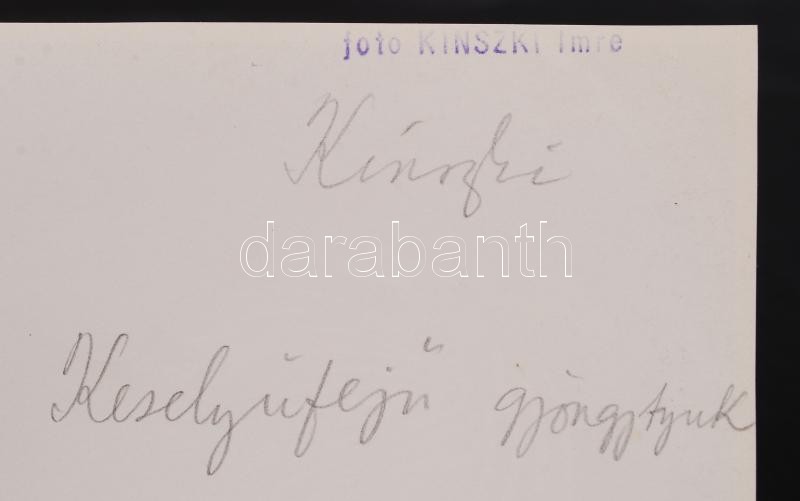 foto KINSZKI Imre
Kinszki
darabanth
Keselyűfejű gyöngytyuk